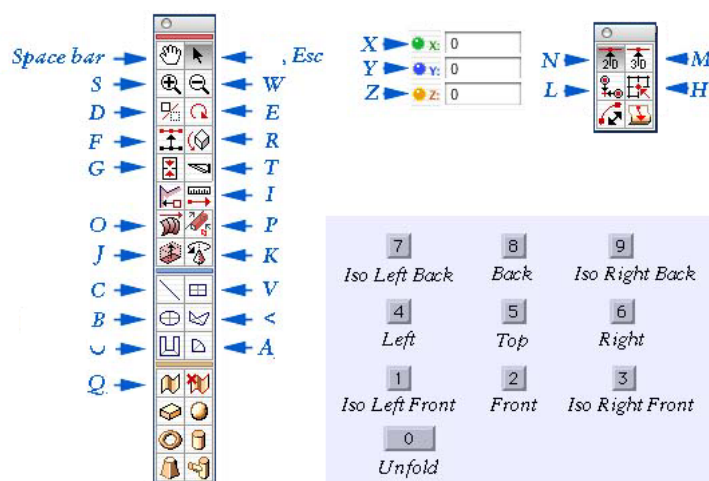 Space bar , Esc
S W
D E
F R
G T
I
O P
J K
C V
B <
A
Q
X X: 0
Y Y: 0
Z Z: 0
N 2D 3D M
L H
7 8 9
Iso Left Back Back Iso Right Back
4 5 6
Left Top Right
1 2 3
Iso Left Front Front Iso Right Front
0
Unfold